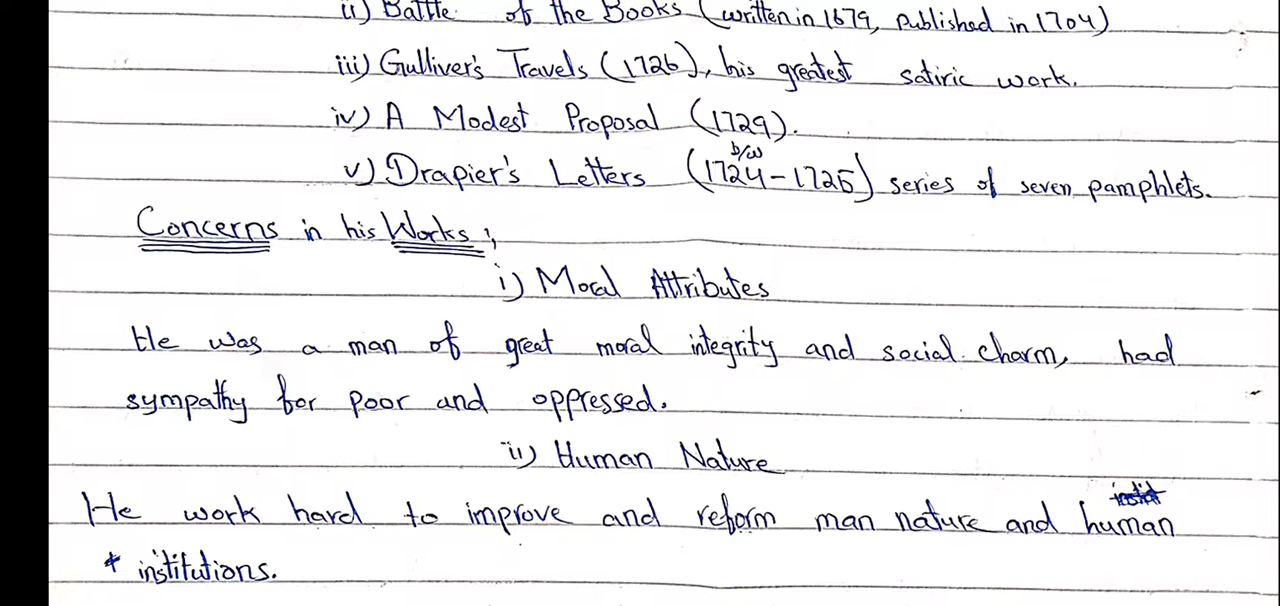 ii) Battle of the Books (written in 1679, published in 1704)
iii) Gulliver's Travels (1726), his greatest satiric work.
iv) A Modest Proposal (1729).
b/w
v) Drapier's Letters (1724-1725) series of seven pamphlets.
Concerns in his Works;
i) Moral Attributes
He was a man of great moral integrity and social charm, had
sympathy for poor and oppressed.
ii) Human Nature
He work hard to improve and reform man nature and human
* institutions.